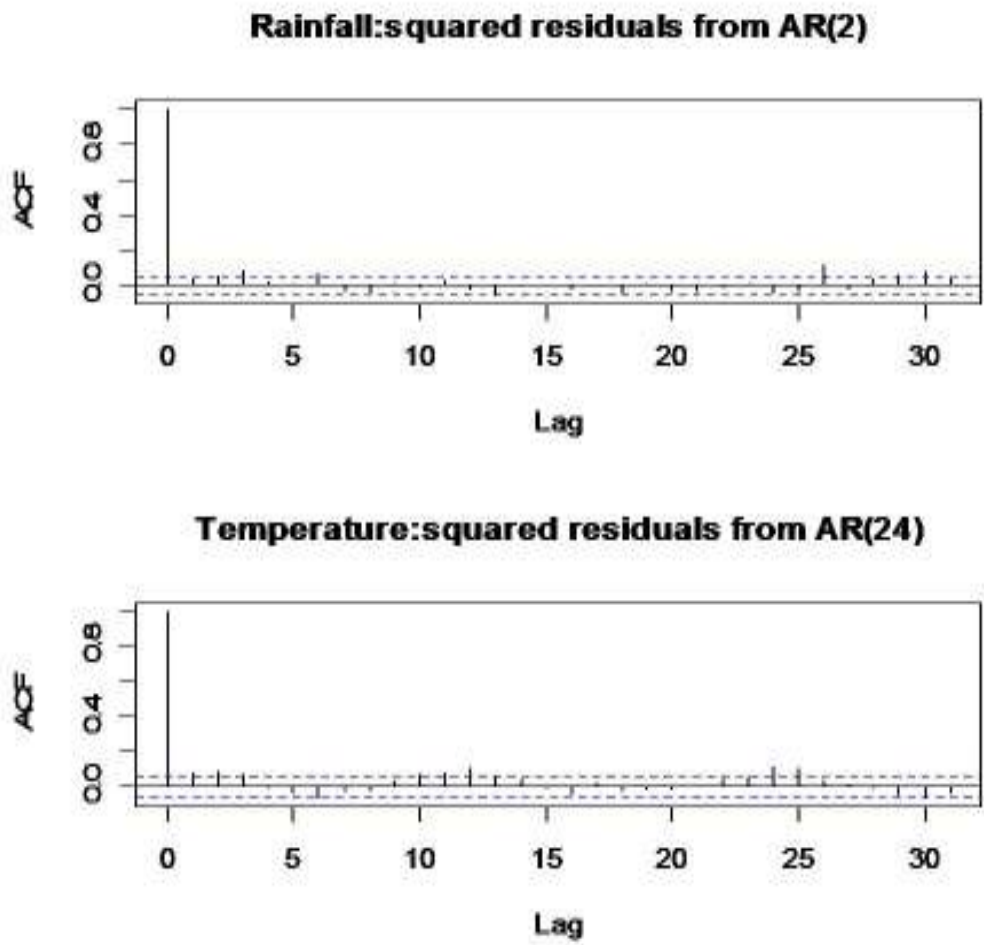 Rainfall:squared residuals from AR(2)
ACF
0.8
0.4
0.0
0 5 10 15 20 25 30
Lag
Temperature:squared residuals from AR(24)
ACF
0.8
0.4
0.0
0 5 10 15 20 25 30
Lag